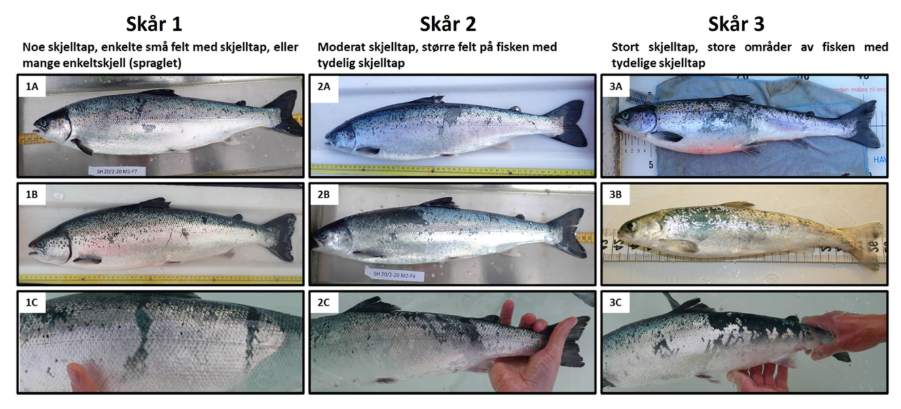 Skår 1
Noe skjelltap, enkelte små felt med skjelltap, eller
mange enkeltskjell (spraglet)
Skår 2
Moderat skjelltap, større felt på fisken med
tydelig skjelltap
Skår 3
Stort skjelltap, store områder av fisken med
tydelige skjelltap
1A
2A
3A
5
HAV
1B
2B
3B
1C
2C
3C